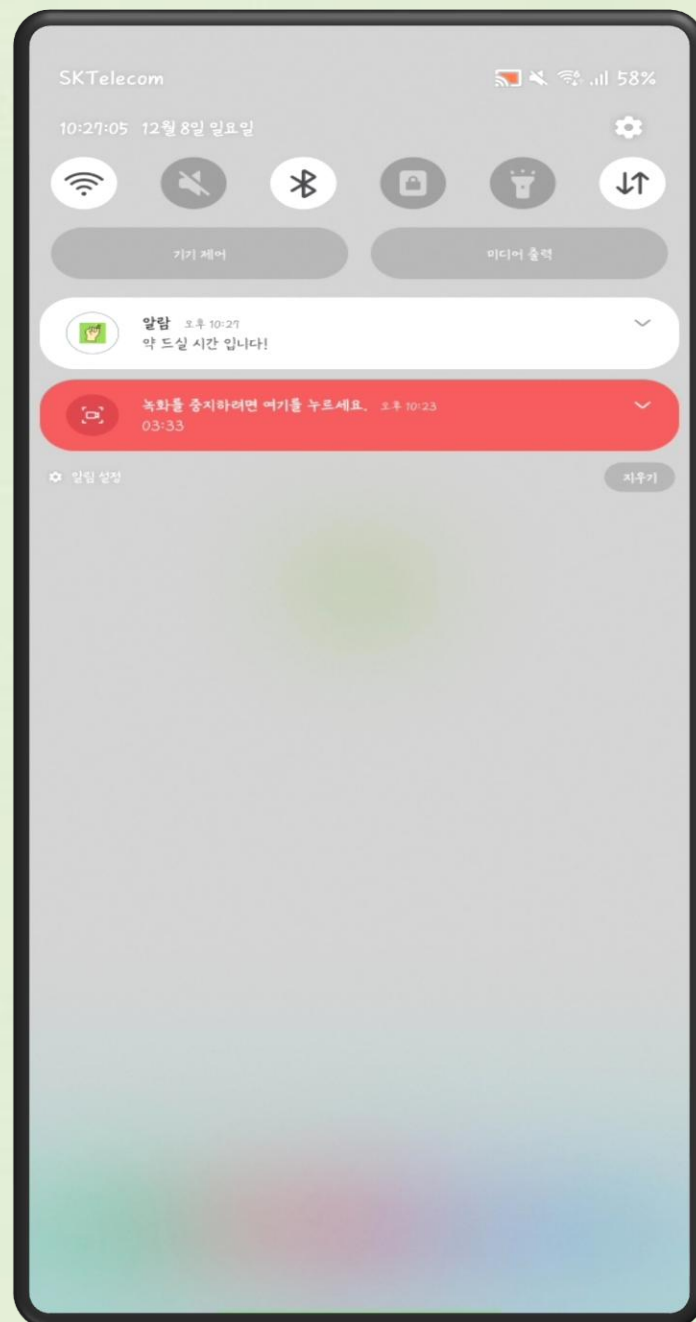 SKTelecom
58%
10:27:05 12월 8일 일요일
기기 제어
미디어 출력
알람 오후 10:27
약 드실 시간 입니다!
녹화를 중지하려면 여기를 누르세요. 오후 10:23
03:33
알림 설정
지우기